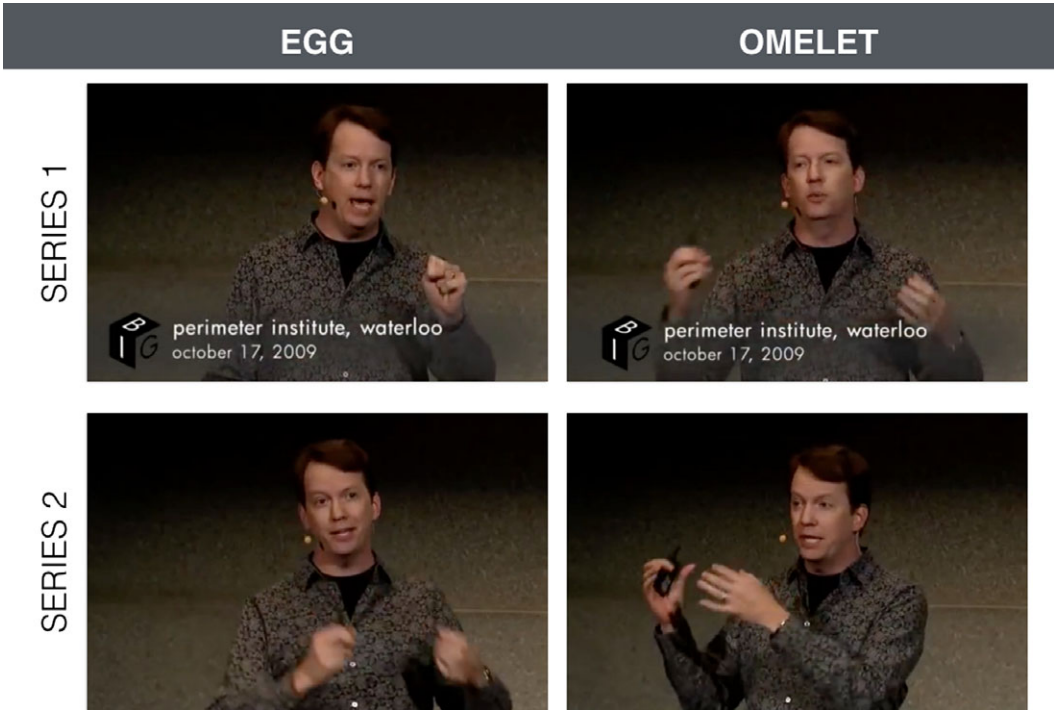 EGG
OMELET
SERIES 1
B
I G
perimeter institute, waterloo
october 17, 2009
B
I G
perimeter institute, waterloo
october 17, 2009
SERIES 2